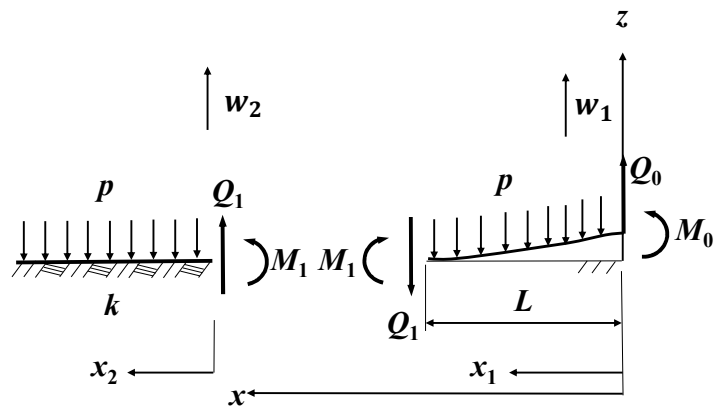 z
w₂
w₁
p
Q₁
p
Q₀
M₁
M₁
M₀
k
Q₁
L
x₂
x₁
x